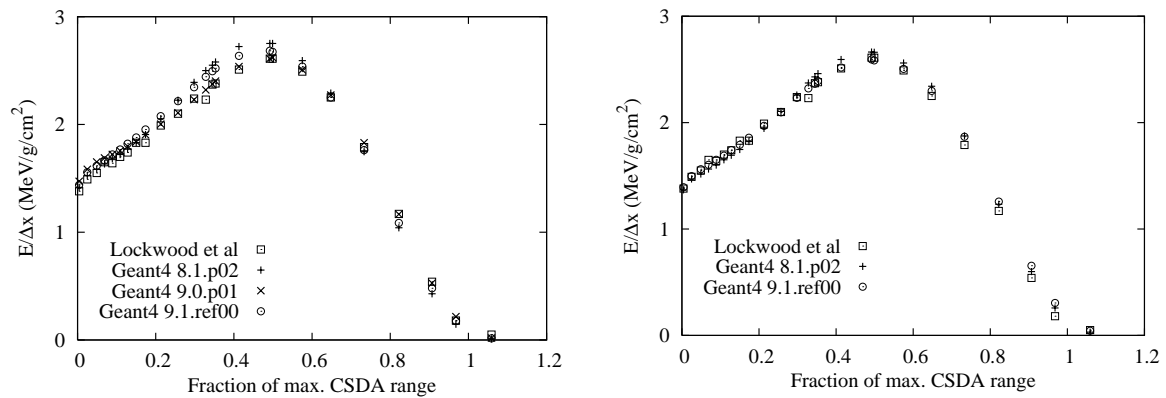 3
2
1
0
E/Δx (MeV/g/cm²)
Lockwood et al
Geant4 8.1.p02
Geant4 9.0.p01
Geant4 9.1.ref00
0 0.2 0.4 0.6 0.8 1 1.2
Fraction of max. CSDA range
3
2
1
0
E/Δx (MeV/g/cm²)
Lockwood et al
Geant4 8.1.p02
Geant4 9.1.ref00
0 0.2 0.4 0.6 0.8 1 1.2
Fraction of max. CSDA range